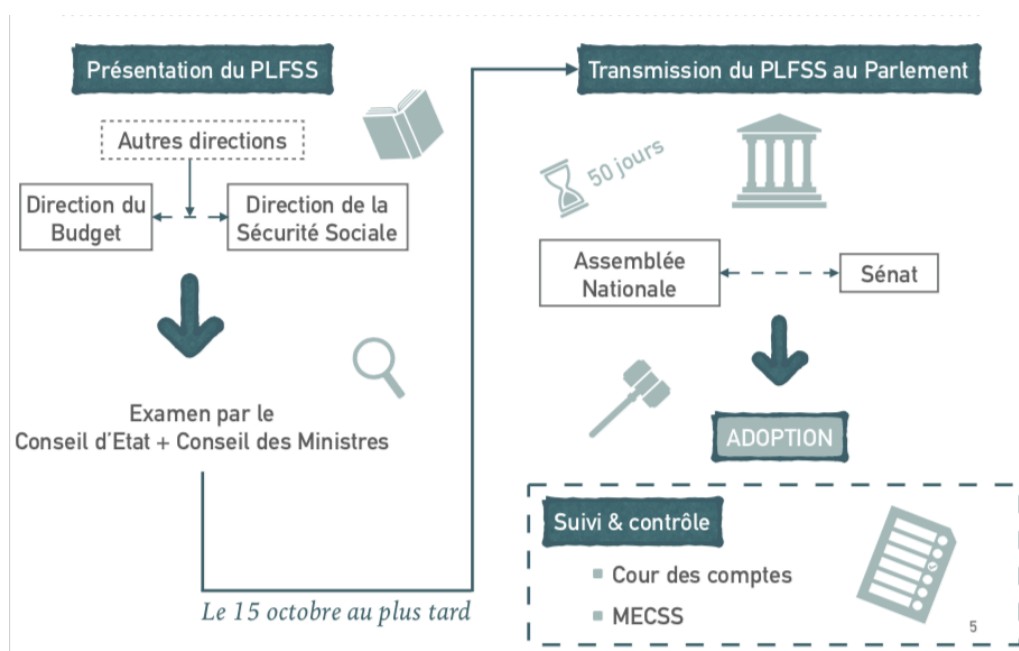 Présentation du PLFSS
Autres directions
Direction du
Budget
Direction de la
Sécurité Sociale
Examen par le
Conseil d'Etat + Conseil des Ministres
Le 15 octobre au plus tard
Transmission du PLFSS au Parlement
50 jours
Assemblée
Nationale
Sénat
ADOPTION
Suivi & contrôle
Cour des comptes
MECSS
5